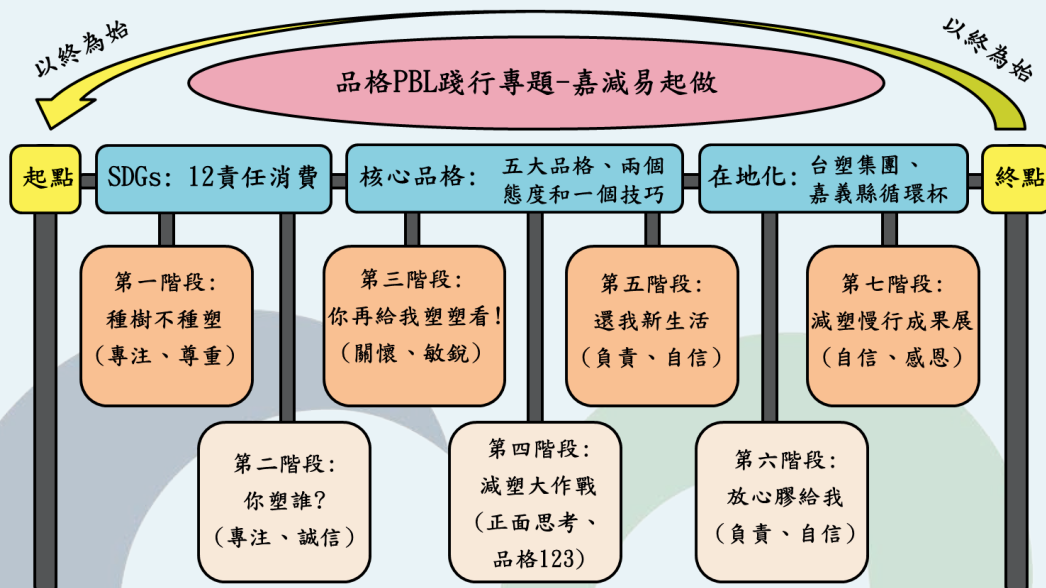 以終為始
以終為始
品格PBL踐行專題-嘉減易起做
起點
SDGs: 12責任消費
核心品格:
五大品格、兩個
態度和一個技巧
在地化:
台塑集團、
嘉義縣循環杯
終點
第一階段:
種樹不種塑
(專注、尊重)
第三階段:
你再給我塑塑看!
(關懷、敏銳)
第五階段:
還我新生活
(負責、自信)
第七階段:
減塑慢行成果展
(自信、感恩)
第二階段:
你塑誰?
(專注、誠信)
第四階段:
減塑大作戰
(正面思考、
品格123)
第六階段:
放心膠給我
(負責、自信)